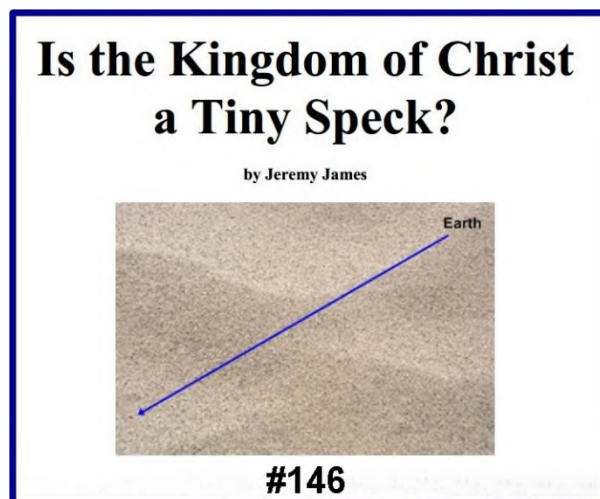 Is the Kingdom of Christ
a Tiny Speck?
by Jeremy James
Earth
#146